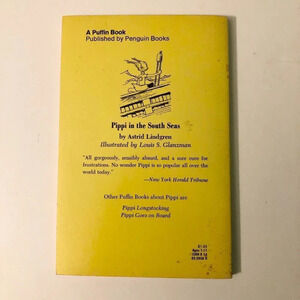 A Puffin Book
Published by Penguin Books
Pippi in the South Seas
by Astrid Lindgren
Illustrated by Louis S. Glanzman
"All gorgeously, sensibly absurd, and a sure cure for
frustrations. No wonder Pippi is so popular all over the
world today."
—New York Herald Tribune
Other Puffin Books about Pippi are
Pippi Longstocking
Pippi Goes on Board